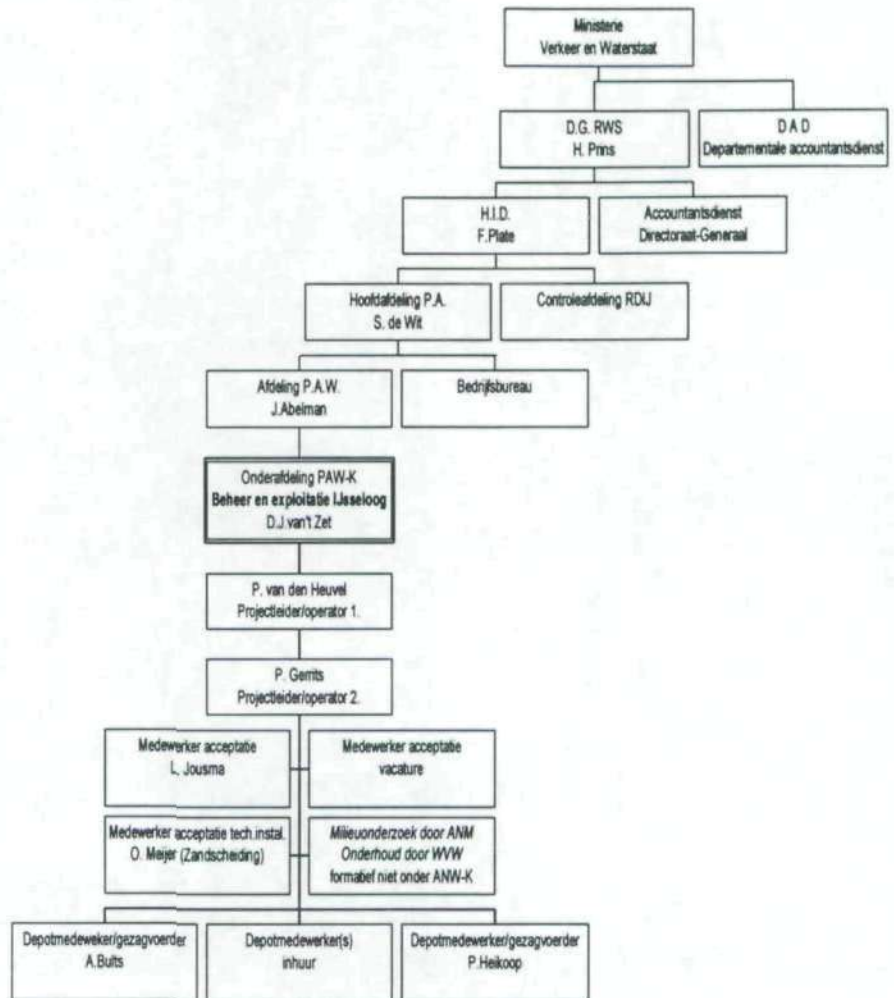 Ministerie
Verkeer en Waterstaat
D.G. RWS
H. Prins
D A D
Departementale accountantsdienst
H.I.D.
F.Plate
Accountantsdienst
Directoraat-Generaal
Hoofdafdeling P.A.
S. de Wit
Controleafdeling RDIJ
Afdeling P.A.W.
J.Abelman
Bedrijfsbureau
Onderafdeling PAW-K
Beheer en exploitatie IJsseloog
D.J van't Zet
P. van den Heuvel
Projectleider/operator 1.
P. Gerrits
Projectleider/operator 2.
Medewerker acceptatie
L. Jousma
Medewerker acceptatie
vacature
Medewerker acceptatie tech.instal.
O. Meijer (Zandscheiding)
Milieuonderzoek door ANM
Onderhoud door WVW
formatief niet onder ANW-K
Depotmedeweker/gezagvoerder
A.Bults
Depotmedewerker(s)
inhuur
Depotmedewerker/gezagvoerder
P.Heikoop